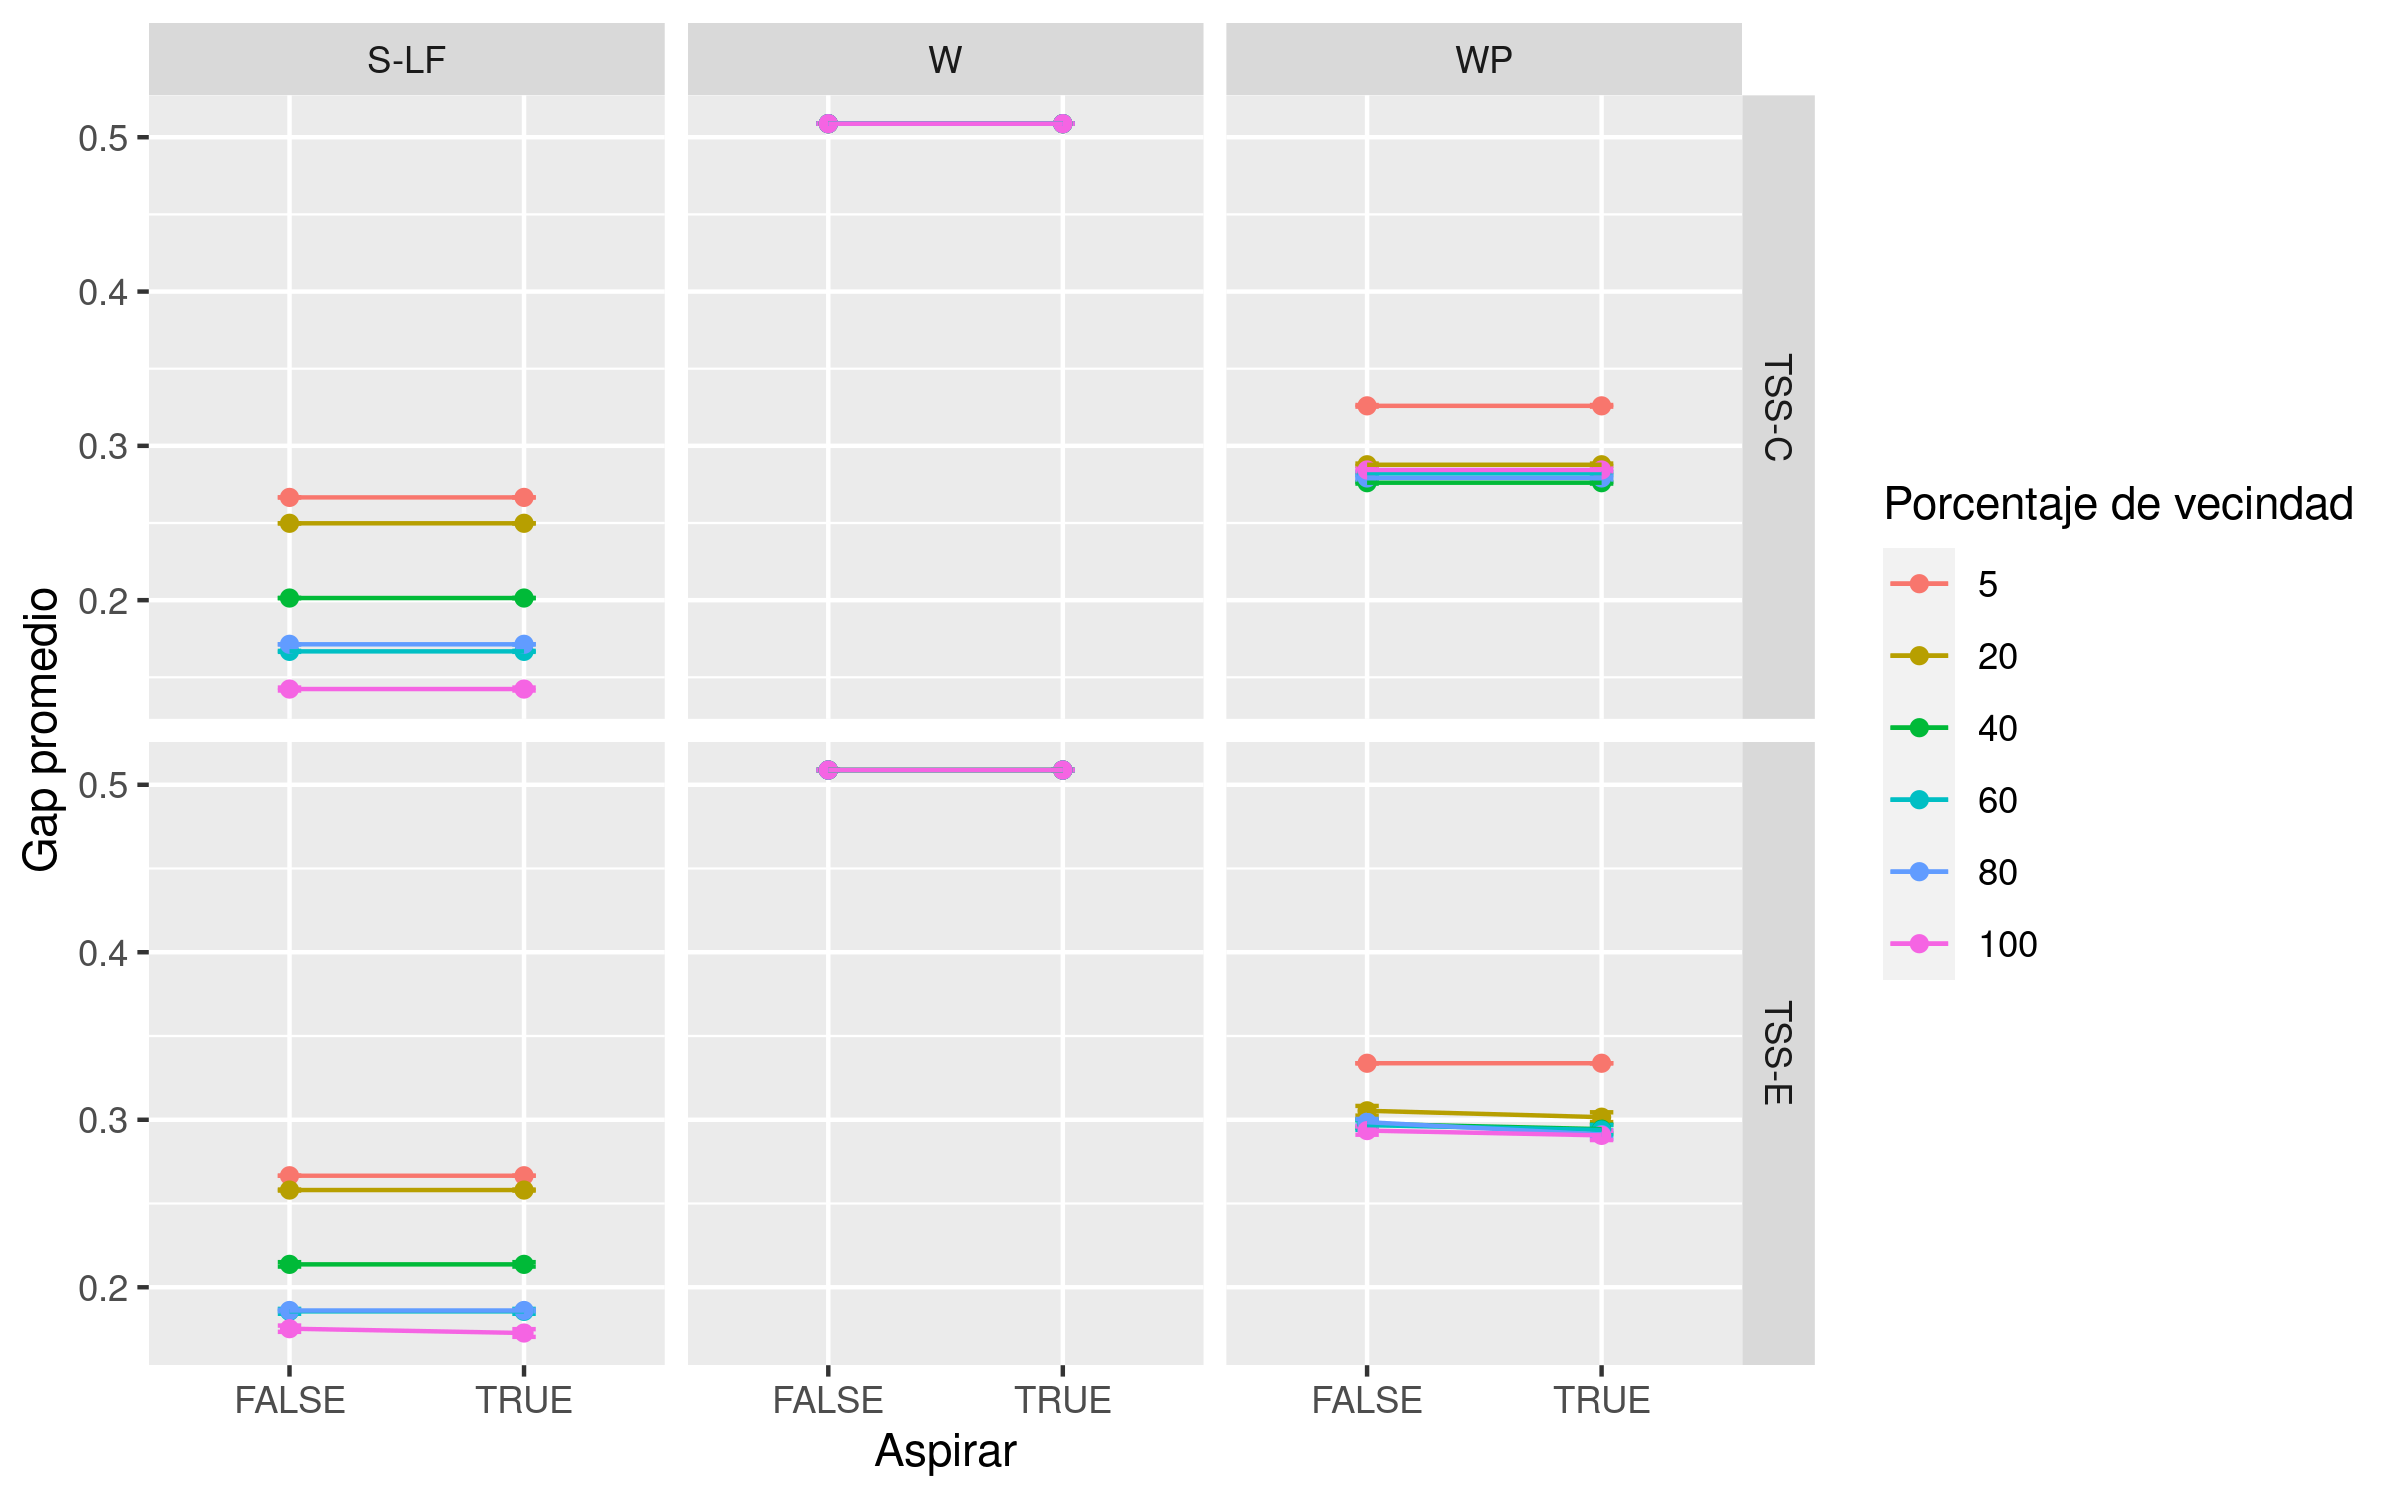 S-LF
W
WP
0.5
0.4
0.3
0.2
TSS-C
0.5
0.4
0.3
0.2
TSS-E
Gap promedio
FALSE
TRUE
FALSE
TRUE
FALSE
TRUE
Aspirar
Porcentaje de vecindad
5
20
40
60
80
100